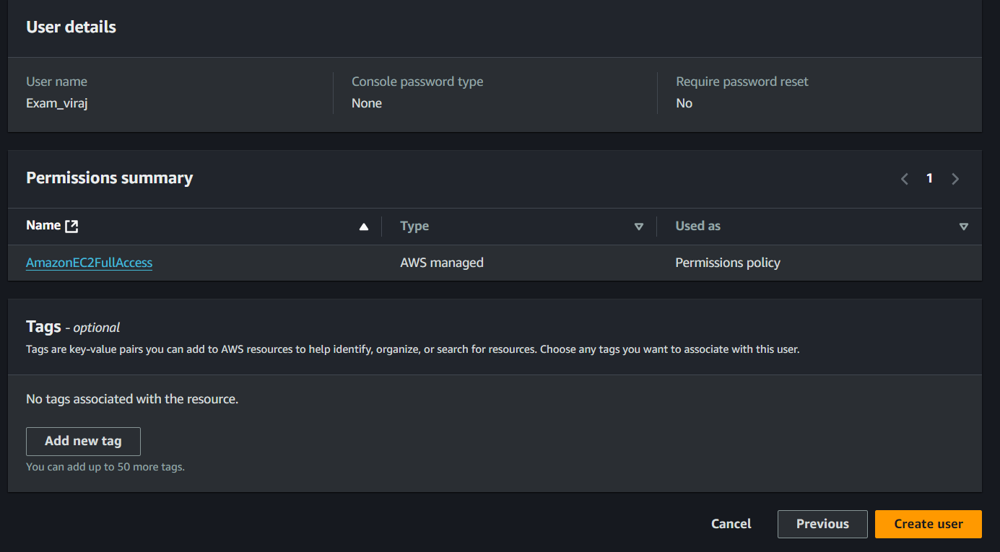 User details
User name
Exam_viraj
Console password type
None
Require password reset
No
Permissions summary
1
Name
Type
Used as
AmazonEC2FullAccess
AWS managed
Permissions policy
Tags - optional
Tags are key-value pairs you can add to AWS resources to help identify, organize, or search for resources. Choose any tags you want to associate with this user.
No tags associated with the resource.
Add new tag
You can add up to 50 more tags.
Cancel
Previous
Create user